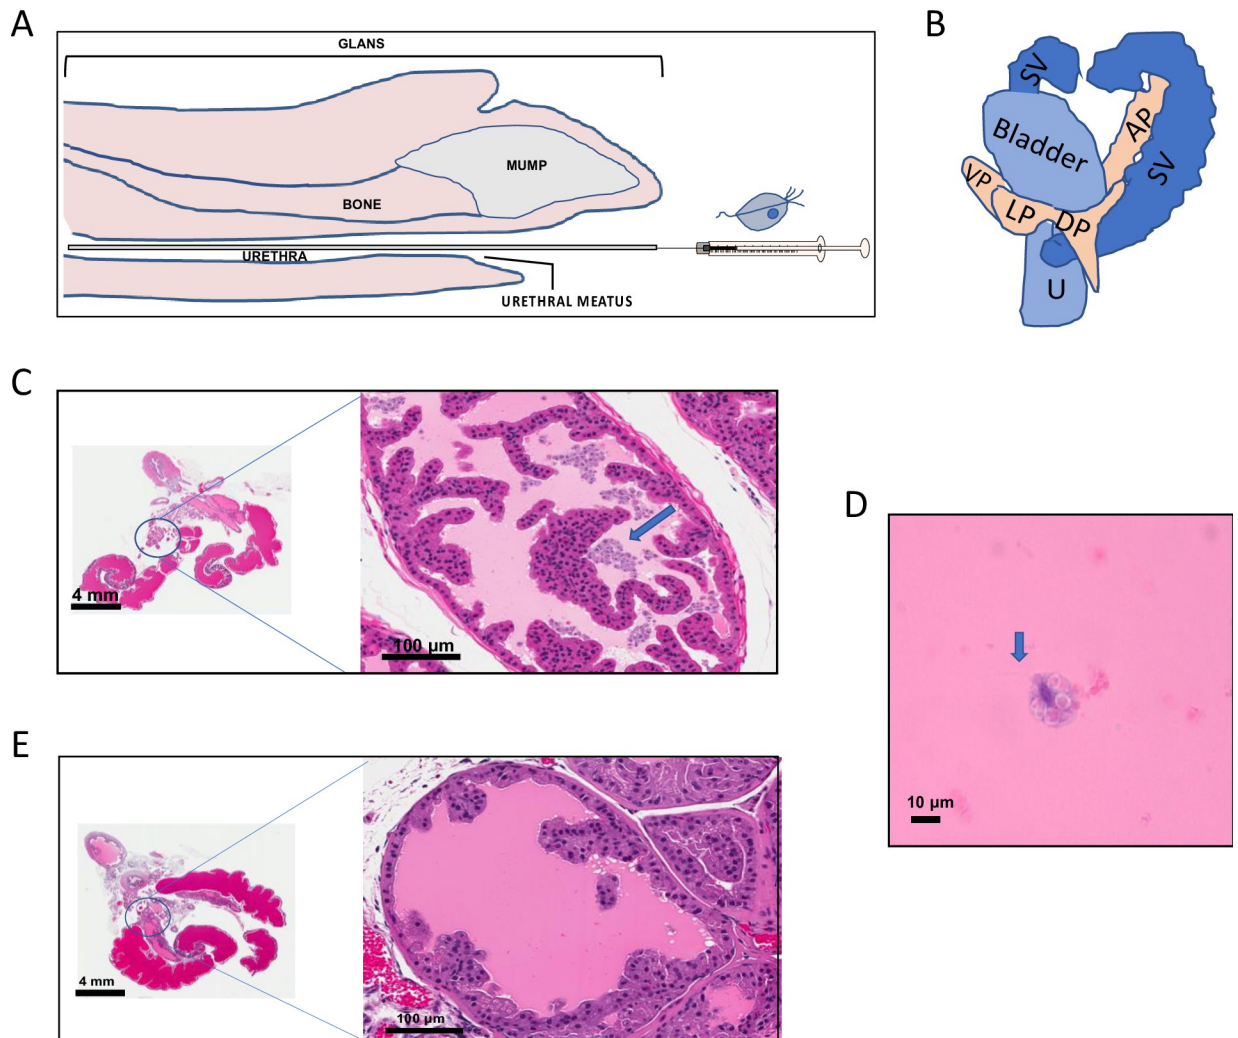 A
GLANS
MUMP
BONE
URETHRA
URETHRAL MEATUS
B
SV
Bladder
AP
SV
VP
LP
DP
U
C
4 mm
100 µm
D
10 µm
E
4 mm
100 µm